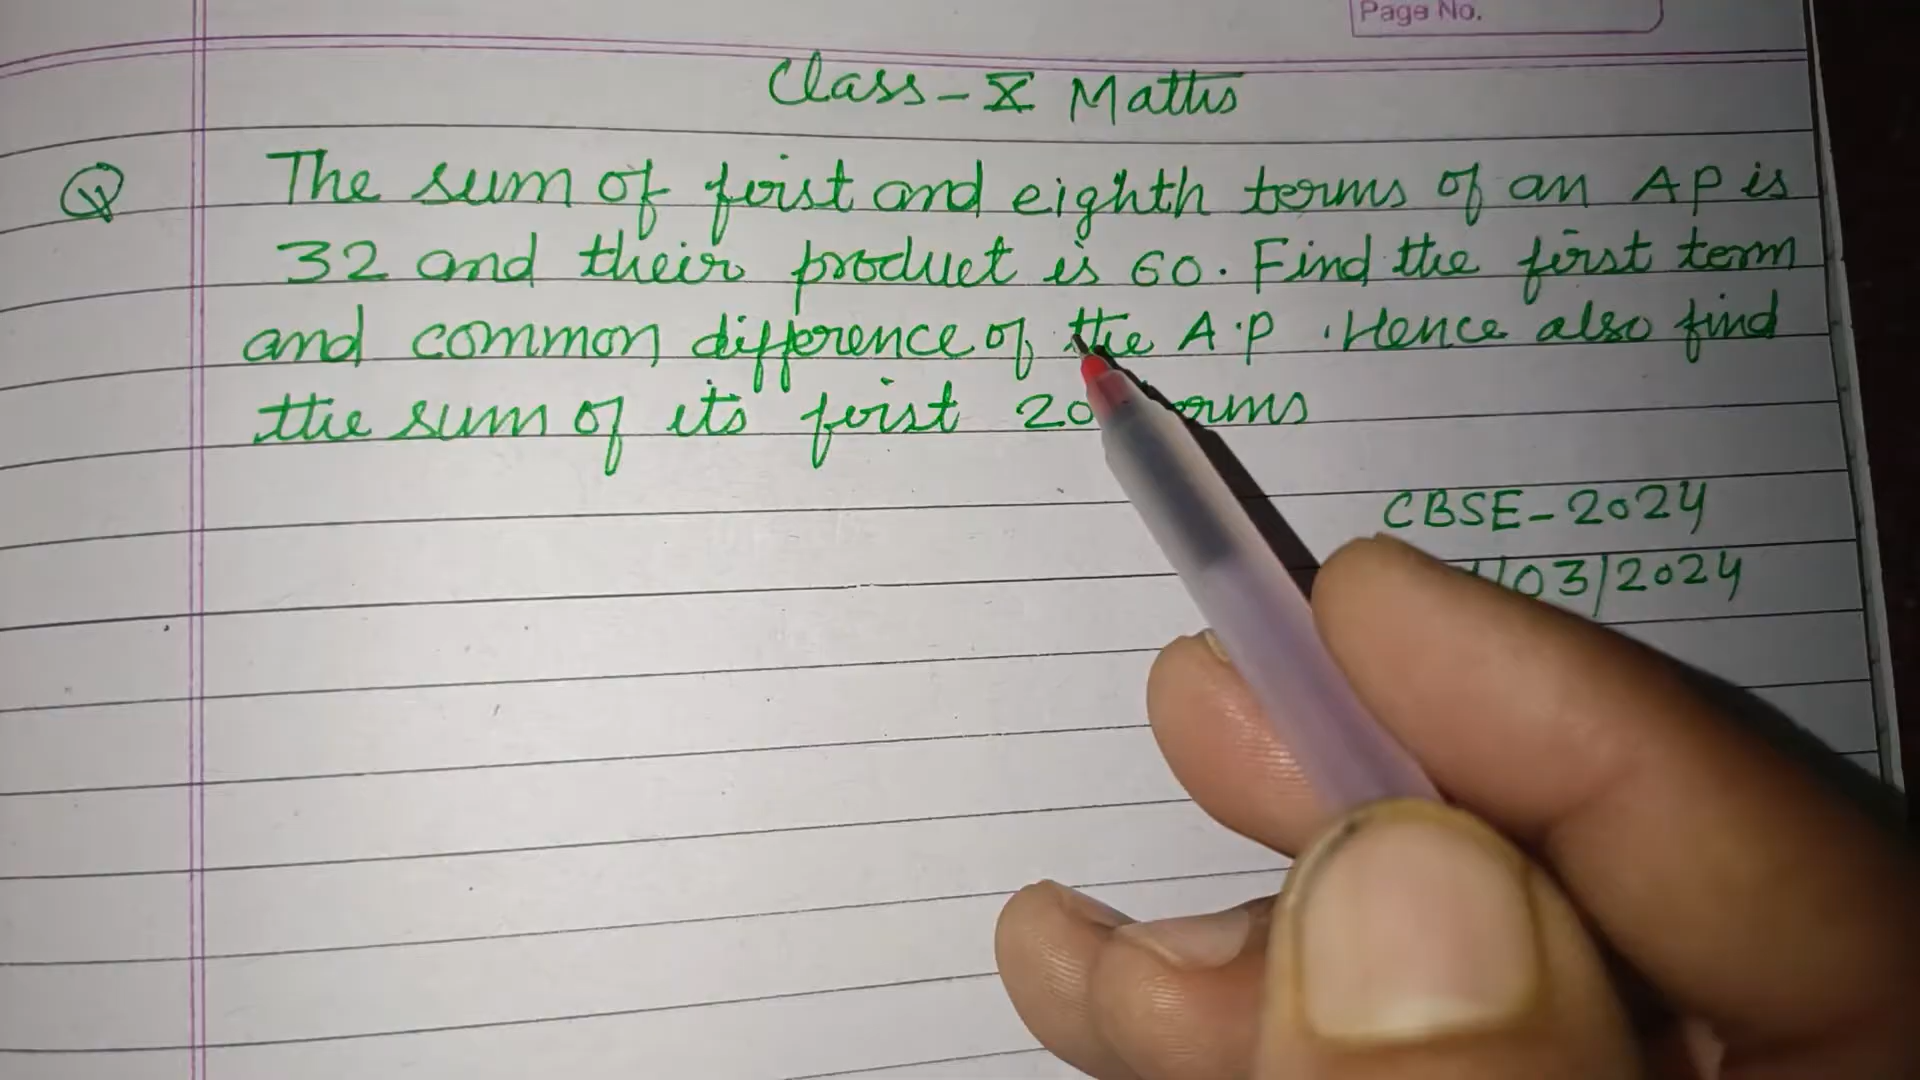 Page No.
Class-X Maths
Q The sum of first and eighth terms of an AP is
32 and their product is 60. Find the first term
and common difference of the A.P. Hence also find
the sum of its first 20
CBSE-2024
/03/2024